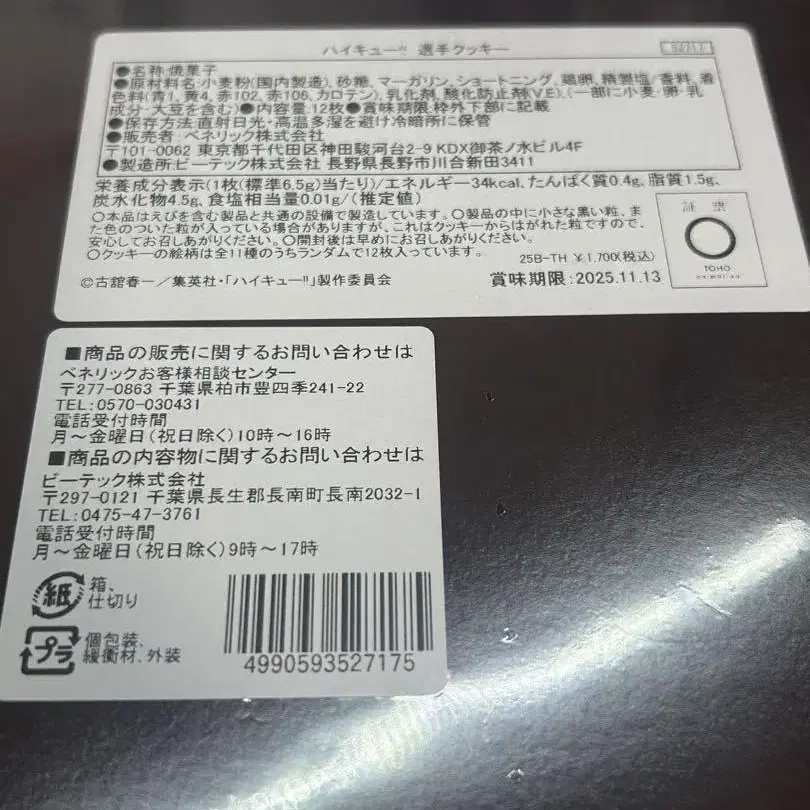 ハイキュー!! 選手クッキー
52717
●名称:焼菓子
●原材料名:小麦粉(国内製造)、砂糖、マーガリン、ショートニング、鶏卵、精製塩/香料、着
色料(青1、黄4、赤102、赤106、カロテン)、乳化剤、酸化防止剤(V.E)、(一部に小麦・卵・乳
成分・大豆を含む)●内容量:12枚●賞味期限:枠外下部に記載
●保存方法:直射日光・高温多湿を避け冷暗所に保管
●販売者:ベネリック株式会社
〒101-0062 東京都千代田区神田駿河台2-9 KDX御茶ノ水ビル4F
●製造所:ビーテック株式会社 長野県長野市川合新田3411
栄養成分表示(1枚(標準6.5g)当たり)/エネルギー34kcal、たんぱく質0.4g、脂質1.5g、
炭水化物4.5g、食塩相当量0.01g/(推定値)
○本品はえびを含む製品と共通の設備で製造しています。○製品の中に小さな黒い粒、ま
た色のついた粒が入っている場合がありますが、これはクッキーからはがれた粒ですので、
安心してお召しあがりください。○開封後は早めにお召しあがりください。
○クッキーの絵柄は全11種のうちランダムで12枚入っています。
25B-TH ¥1,700(税込)
©古舘春一/集英社・「ハイキュー!!」製作委員会
賞味期限:2025.11.13
証 票
TOHO
■商品の販売に関するお問い合わせは
ベネリックお客様相談センター
〒277-0863 千葉県柏市豊四季241-22
TEL:0570-030431
電話受付時間
月～金曜日(祝日除く)10時～16時
■商品の内容物に関するお問い合わせは
ビーテック株式会社
〒297-0121 千葉県長生郡長南町長南2032-1
TEL:0475-47-3761
電話受付時間
月～金曜日(祝日除く)9時～17時
紙
箱、
仕切り
プラ
個包装、
緩衝材、外装
4990593527175